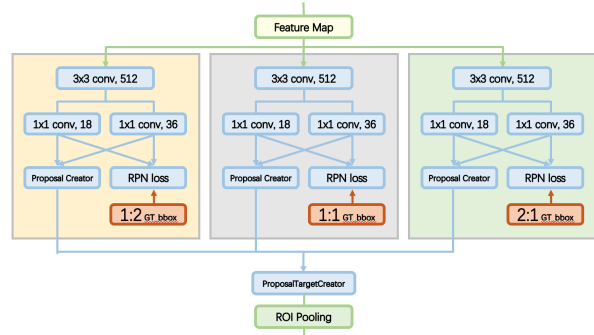 Feature Map
3x3 conv, 512
3x3 conv, 512
3x3 conv, 512
1x1 conv, 18
1x1 conv, 36
1x1 conv, 18
1x1 conv, 36
1x1 conv, 18
1x1 conv, 36
Proposal Creator
RPN loss
Proposal Creator
RPN loss
Proposal Creator
RPN loss
1:2 GT_bbox
1:1 GT_bbox
2:1 GT_bbox
ProposalTargetCreator
ROI Pooling